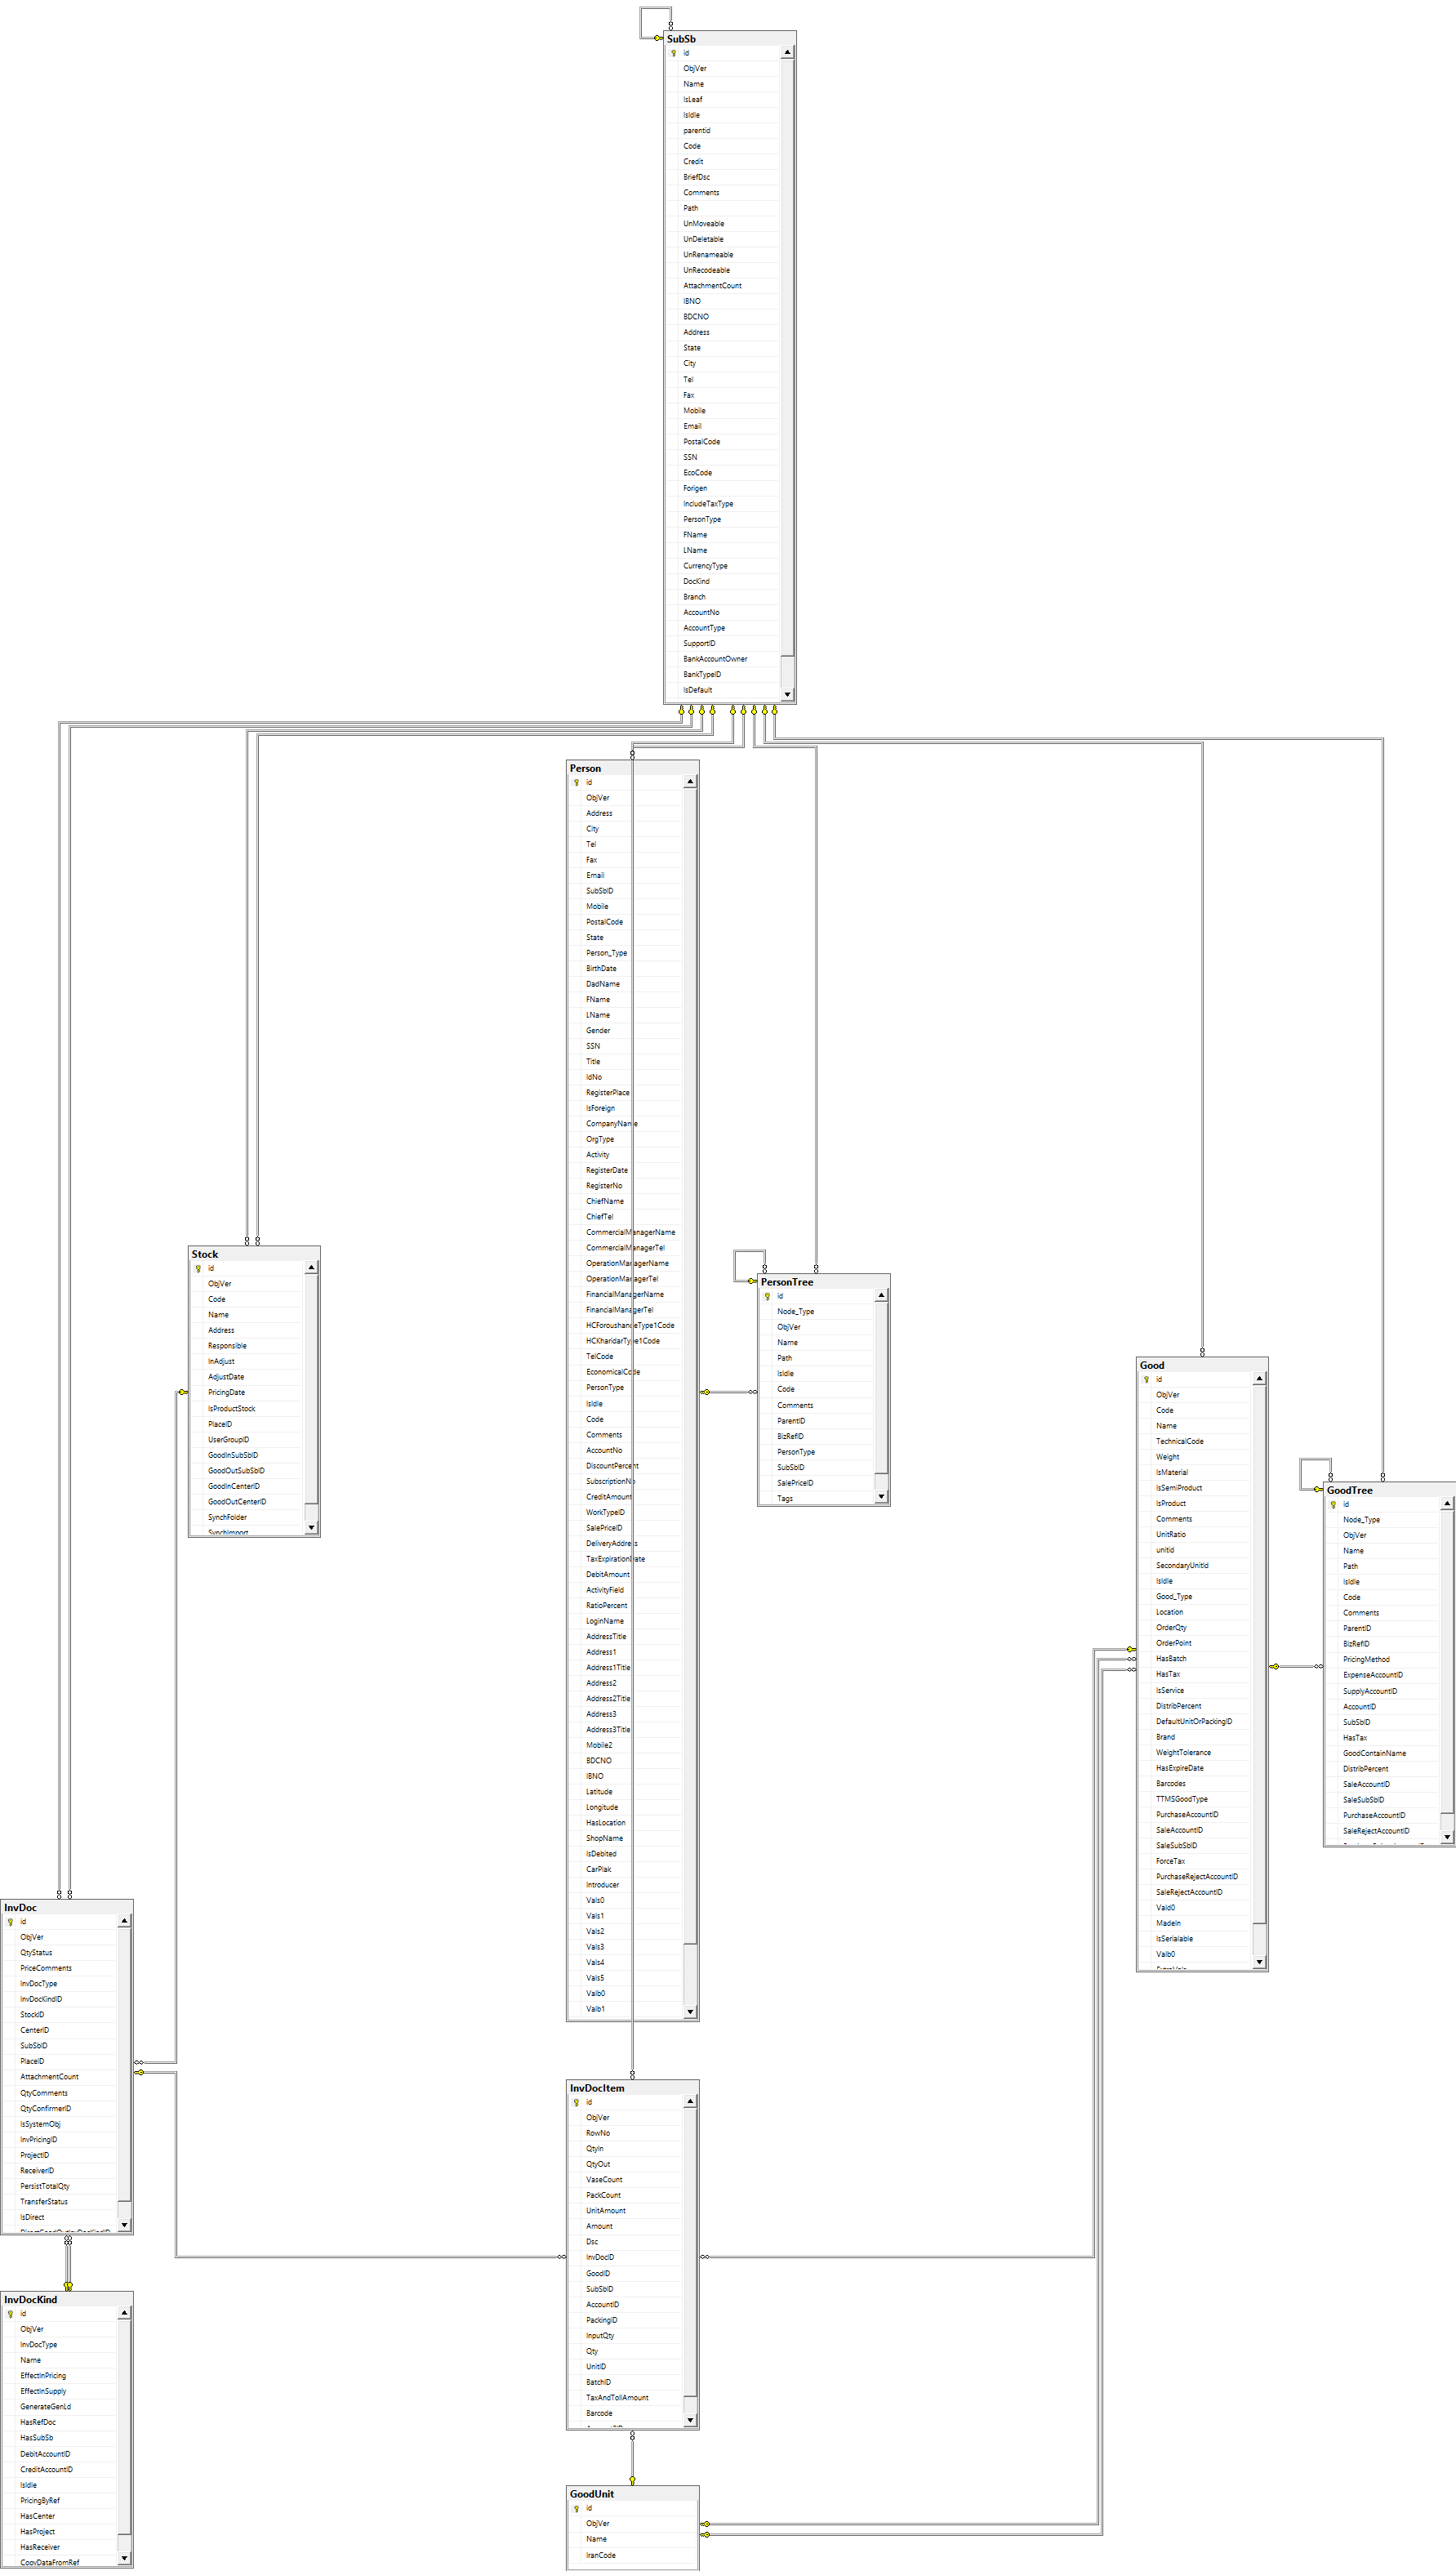 SubSb
id
ObjVer
Name
IsLeaf
IsIdle
parentid
Code
Credit
BriefDsc
Comments
Path
UnMoveable
UnDeletable
UnRenameable
UnRecodeable
AttachmentCount
IBNO
BDCNO
Address
State
City
Tel
Fax
Mobile
Email
PostalCode
SSN
EcoCode
Forigen
IncludeTaxType
PersonType
FName
LName
CurrencyType
DocKind
Branch
AccountNo
AccountType
SupportID
BankAccountOwner
BankTypeID
IsDefault
Person
id
ObjVer
Address
City
Tel
Fax
Email
SubSbID
Mobile
PostalCode
State
Person_Type
BirthDate
DadName
FName
LName
Gender
SSN
Title
IdNo
RegisterPlace
IsForeign
CompanyName
OrgType
Activity
RegisterDate
RegisterNo
ChiefName
ChiefTel
CommercialManagerName
CommercialManagerTel
OperationManagerName
OperationManagerTel
FinancialManagerName
FinancialManagerTel
HCForoushandeType1Code
HCKharidarType1Code
TelCode
EconomicalCode
PersonType
IsIdle
Code
Comments
AccountNo
DiscountPercent
SubscriptionNo
CreditAmount
WorkTypeID
SalePriceID
DeliveryAddress
TaxExpirationDate
DebitAmount
ActivityField
RatioPercent
LoginName
AddressTitle
Address1
Address1Title
Address2
Address2Title
Address3
Address3Title
Mobile2
BDCNO
IBNO
Latitude
Longitude
HasLocation
ShopName
IsDebited
CarPlak
Introducer
Vals0
Vals1
Vals2
Vals3
Vals4
Vals5
Valb0
Valb1
Stock
id
ObjVer
Code
Name
Address
Responsible
InAdjust
AdjustDate
PricingDate
IsProductStock
PlaceID
UserGroupID
GoodInSubSbID
GoodOutSubSbID
GoodInCenterID
GoodOutCenterID
SynchFolder
SynchImport
PersonTree
id
Node_Type
ObjVer
Name
Path
IsIdle
Code
Comments
ParentID
BizRefID
PersonType
SubSbID
SalePriceID
Tags
Good
id
ObjVer
Code
Name
TechnicalCode
Weight
IsMaterial
IsSemiProduct
IsProduct
Comments
UnitRatio
unitid
SecondaryUnitId
IsIdle
Good_Type
Location
OrderQty
OrderPoint
HasBatch
HasTax
IsService
DistribPercent
DefaultUnitOrPackingID
Brand
WeightTolerance
HasExpireDate
Barcodes
TTMSGoodType
PurchaseAccountID
SaleAccountID
SaleSubSbID
ForceTax
PurchaseRejectAccountID
SaleRejectAccountID
Vald0
MadeIn
IsSerialable
Valb0
GoodTree
id
Node_Type
ObjVer
Name
Path
IsIdle
Code
Comments
ParentID
BizRefID
PricingMethod
ExpenseAccountID
SupplyAccountID
AccountID
SubSbID
HasTax
GoodContainName
DistribPercent
SaleAccountID
SaleSubSbID
PurchaseAccountID
SaleRejectAccountID
InvDoc
id
ObjVer
QtyStatus
PriceComments
InvDocType
InvDocKindID
StockID
CenterID
SubSbID
PlaceID
AttachmentCount
QtyComments
QtyConfirmerID
IsSystemObj
InvPricingID
ProjectID
ReceiverID
PersistTotalQty
TransferStatus
IsDirect
DirectGoodOutInvDocKindID
InvDocItem
id
ObjVer
RowNo
QtyIn
QtyOut
VaseCount
PackCount
UnitAmount
Amount
Dsc
InvDocID
GoodID
SubSbID
AccountID
PackingID
InputQty
Qty
UnitID
BatchID
TaxAndTollAmount
Barcode
InvDocKind
id
ObjVer
InvDocType
Name
EffectInPricing
EffectInSupply
GenerateGenLd
HasRefDoc
HasSubSb
DebitAccountID
CreditAccountID
IsIdle
PricingByRef
HasCenter
HasProject
HasReceiver
CopyDataFromRef
GoodUnit
id
ObjVer
Name
IranCode